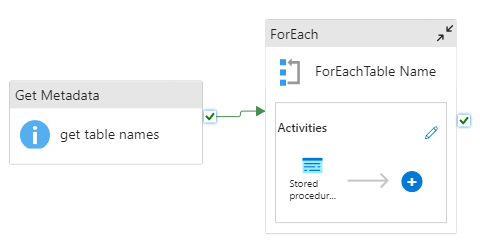 Get Metadata
get table names
ForEach
ForEachTable Name
Activities
Stored
procedur...